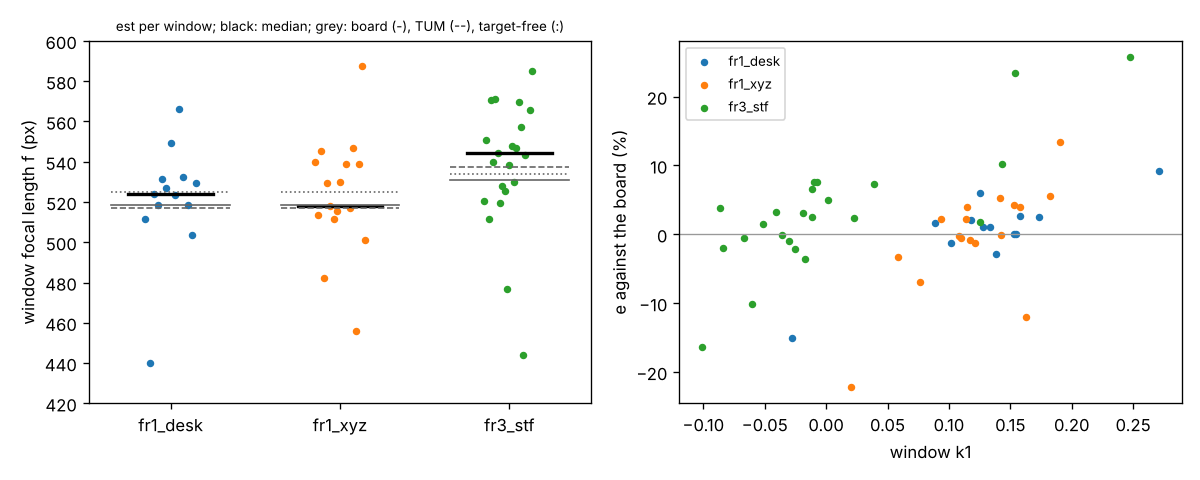 est per window; black: median; grey: board (-), TUM (--), target-free (:)
window focal length f (px)
600
580
560
540
520
500
480
460
440
420
fr1_desk
fr1_xyz
fr3_stf
e against the board (%)
20
10
0
−10
−20
fr1_desk
fr1_xyz
fr3_stf
−0.10
−0.05
0.00
0.05
0.10
0.15
0.20
0.25
window k1